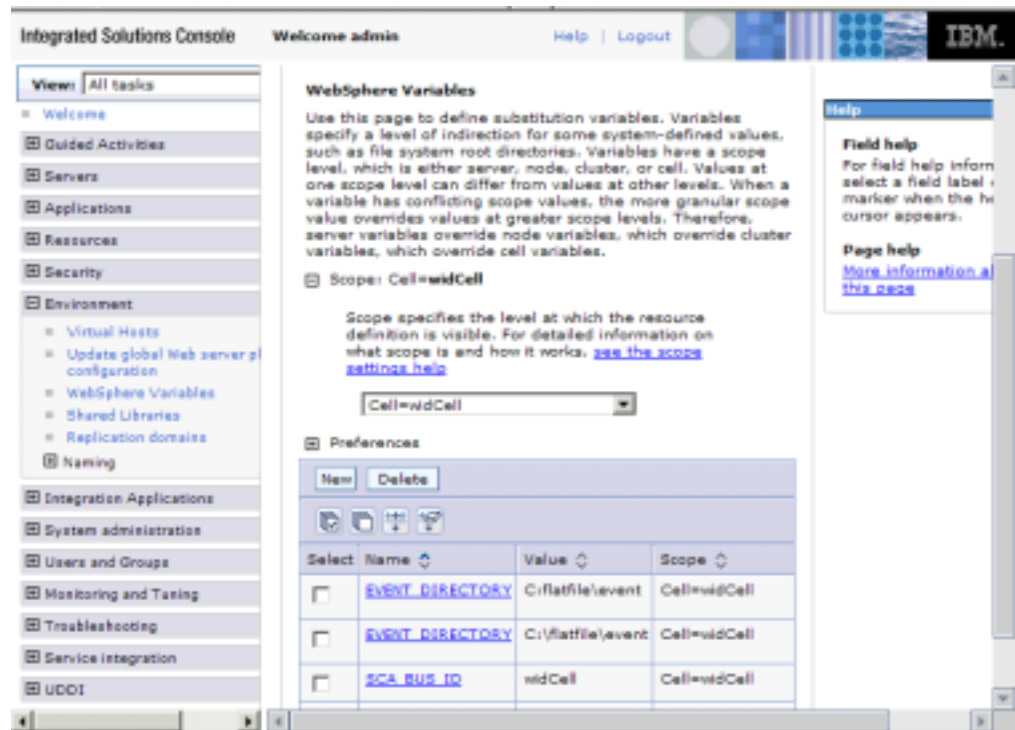 Integrated Solutions Console
Welcome admin
Help | Logout
IBM.
View: All tasks
Welcome
Guided Activities
Servers
Applications
Resources
Security
Environment
Virtual Hosts
Update global Web server pl
configuration
WebSphere Variables
Shared Libraries
Replication domains
Naming
Integration Applications
System administration
Users and Groups
Monitoring and Tuning
Troubleshooting
Service integration
UDDI
WebSphere Variables
Use this page to define substitution variables. Variables
specify a level of indirection for some system-defined values,
such as file system root directories. Variables have a scope
level, which is either server, node, cluster, or cell. Values at
one scope level can differ from values at other levels. When a
variable has conflicting scope values, the more granular scope
value overrides values at greater scope levels. Therefore,
server variables override node variables, which override cluster
variables, which override cell variables.
Scope: Cell=widCell
Scope specifies the level at which the resource
definition is visible. For detailed information on
what scope is and how it works, see the scope
settings help
Cell=widCell
Preferences
New Delete
Select Name Value Scope
EVENT_DIRECTORY C:flatfile\event Cell=widCell
EVENT_DIRECTORY C:\flatfile\event Cell=widCell
SCA_BUS_ID widCell Cell=widCell
Help
Field help
For field help inform
select a field label
marker when the he
cursor appears.
Page help
More information a
this page